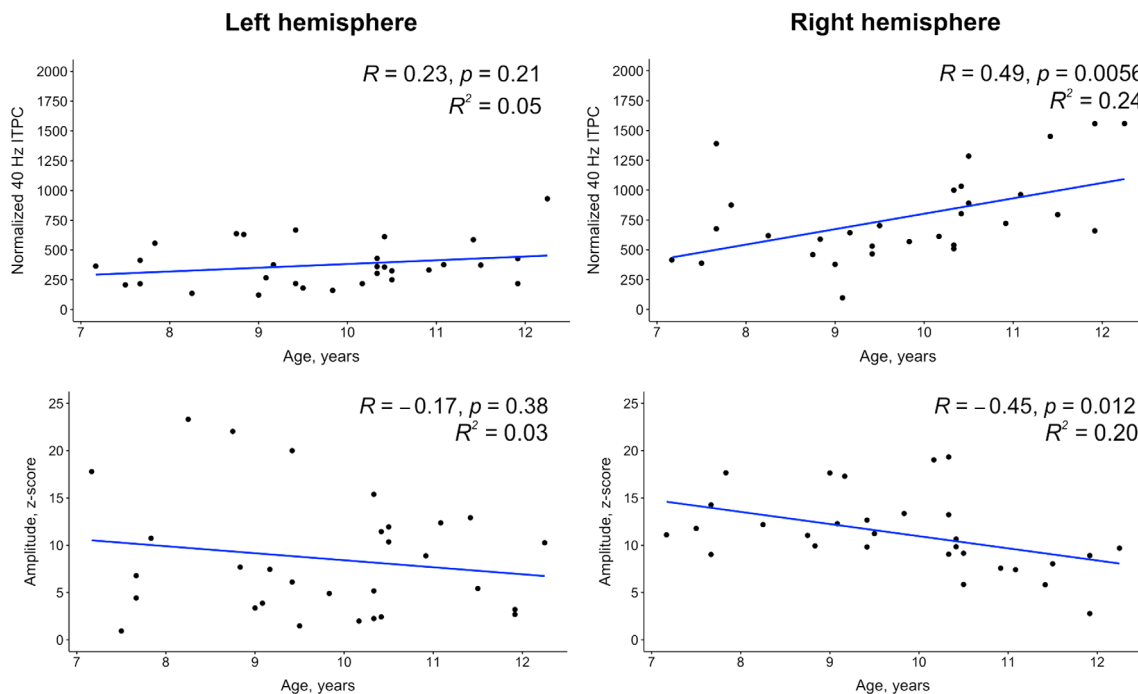 Left hemisphere
Right hemisphere
R = 0.23, p = 0.21
R² = 0.05
Normalized 40 Hz ITPC
2000
1750
1500
1250
1000
750
500
250
0
7 8 9 10 11 12
Age, years
R = 0.49, p = 0.0056
R² = 0.24
Normalized 40 Hz ITPC
2000
1750
1500
1250
1000
750
500
250
0
7 8 9 10 11 12
Age, years
R = −0.17, p = 0.38
R² = 0.03
Amplitude, z-score
25
20
15
10
5
0
7 8 9 10 11 12
Age, years
R = −0.45, p = 0.012
R² = 0.20
Amplitude, z-score
25
20
15
10
5
0
7 8 9 10 11 12
Age, years